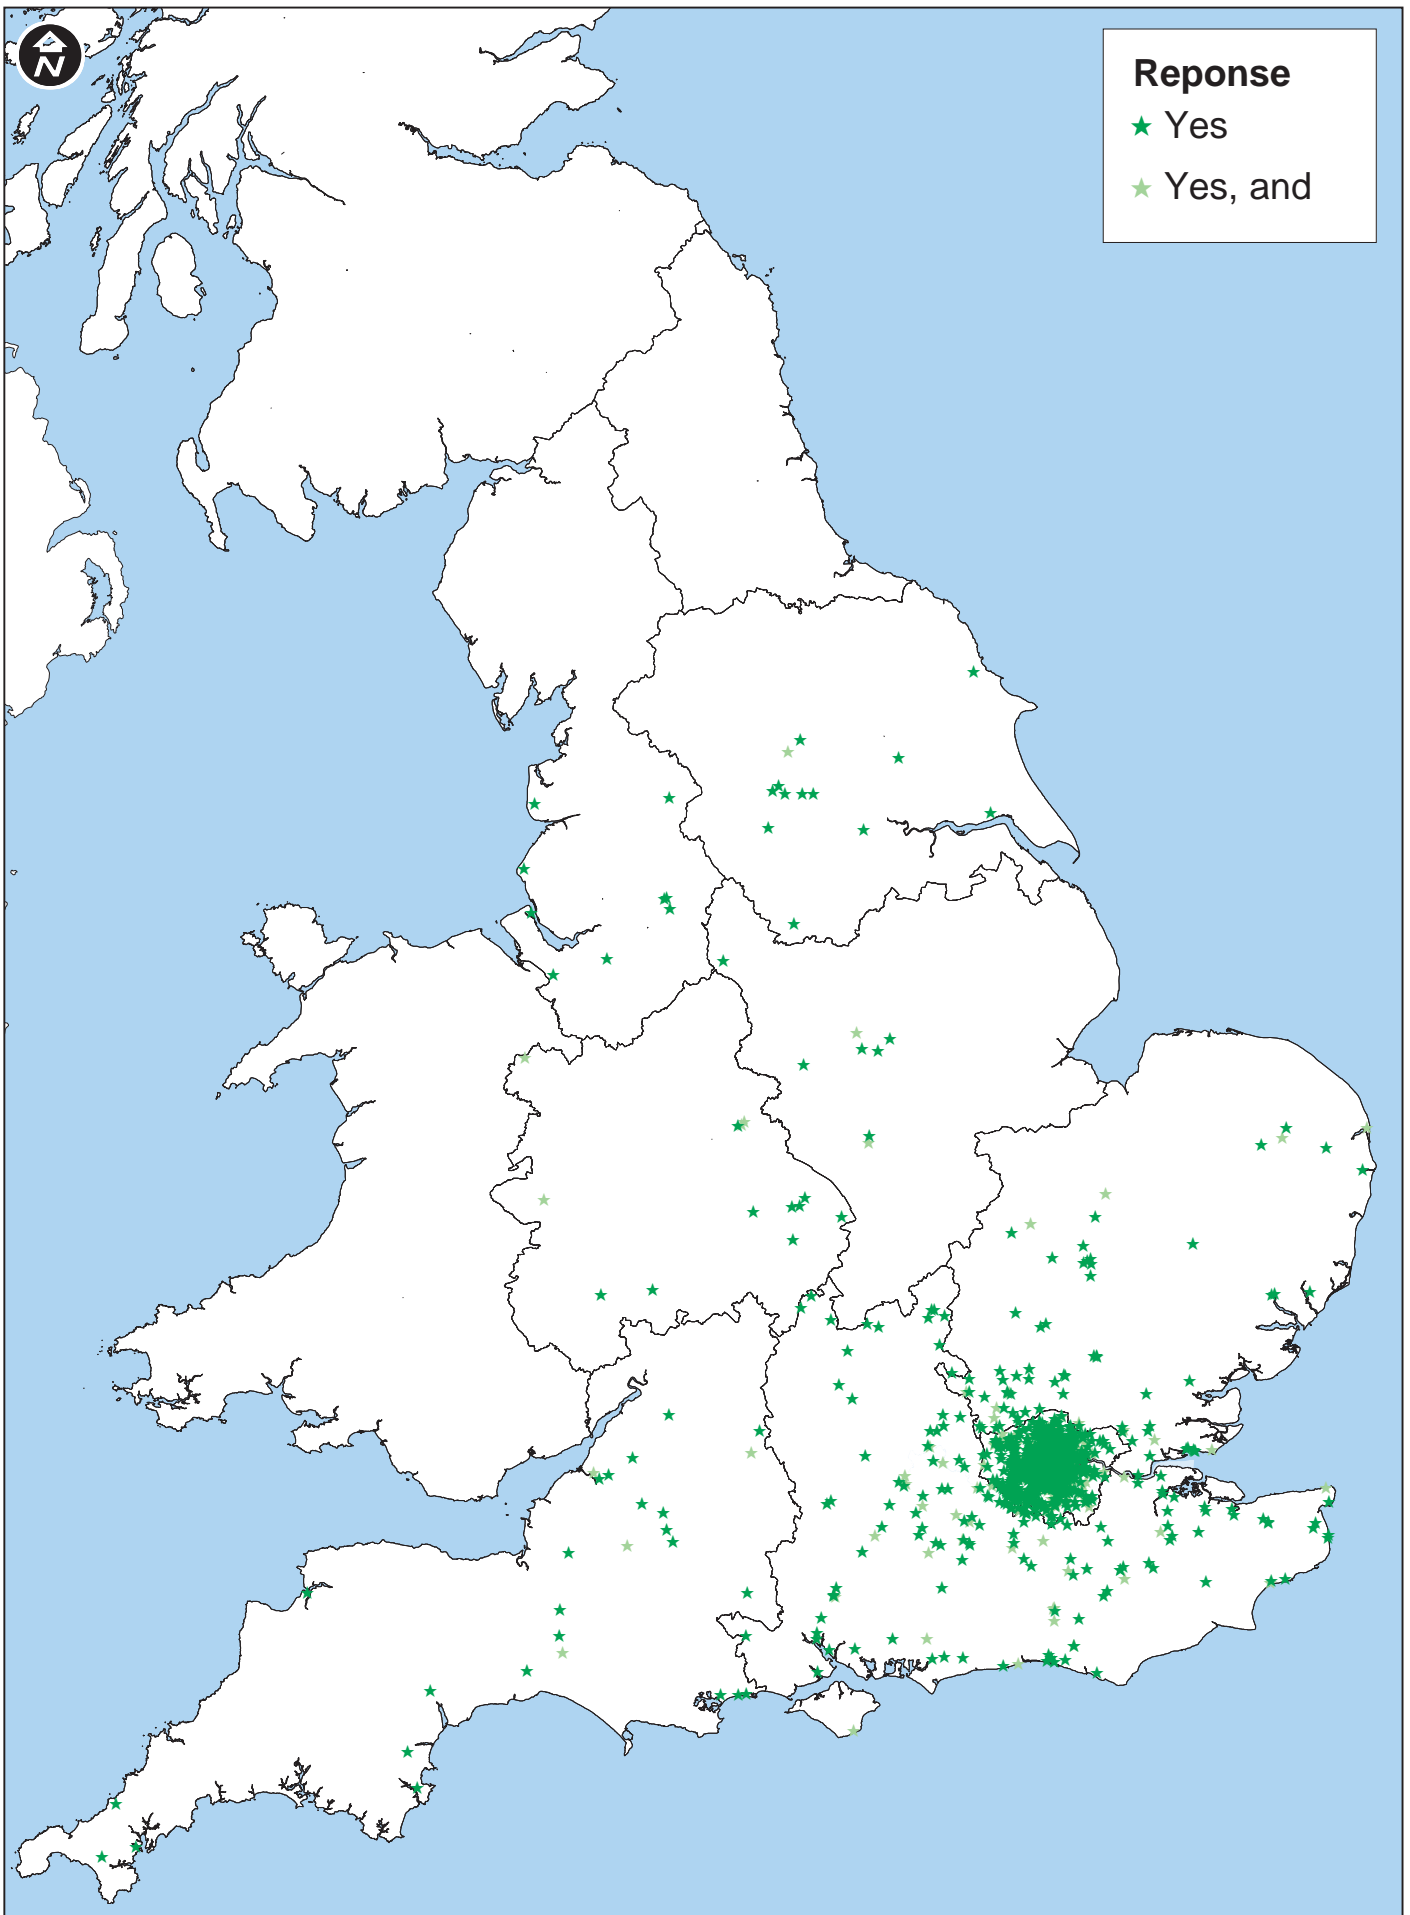 N
Reponse
Yes
Yes, and